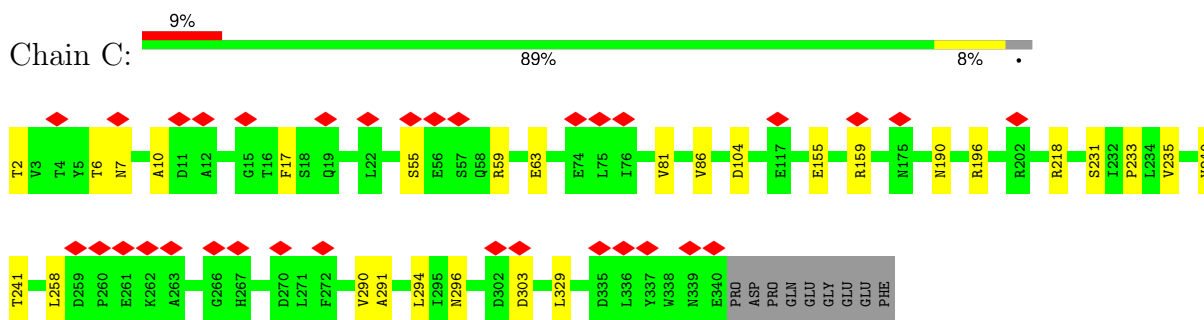 9%
Chain C:
89% 8% •
T2 V3 T4 Y5 T6 N7 A10 D11 A12 G15 T16 F17 S18 Q19 L22 S55 E56 S57 Q58 R59 E63 E74 L75 I76 V81 V86 D104 E117 E155 R159 N175 N190 R196 R202 R218 S231 I232 P233 L234 V235
T241 L258 D259 P260 E261 K262 A263 G266 H267 D270 L271 F272 V290 A291 L294 I295 N296 D302 D303 L329 D335 L336 Y337 W338 N339 E340 PRO ASP PRO GLN GLU GLY GLU GLU PHE